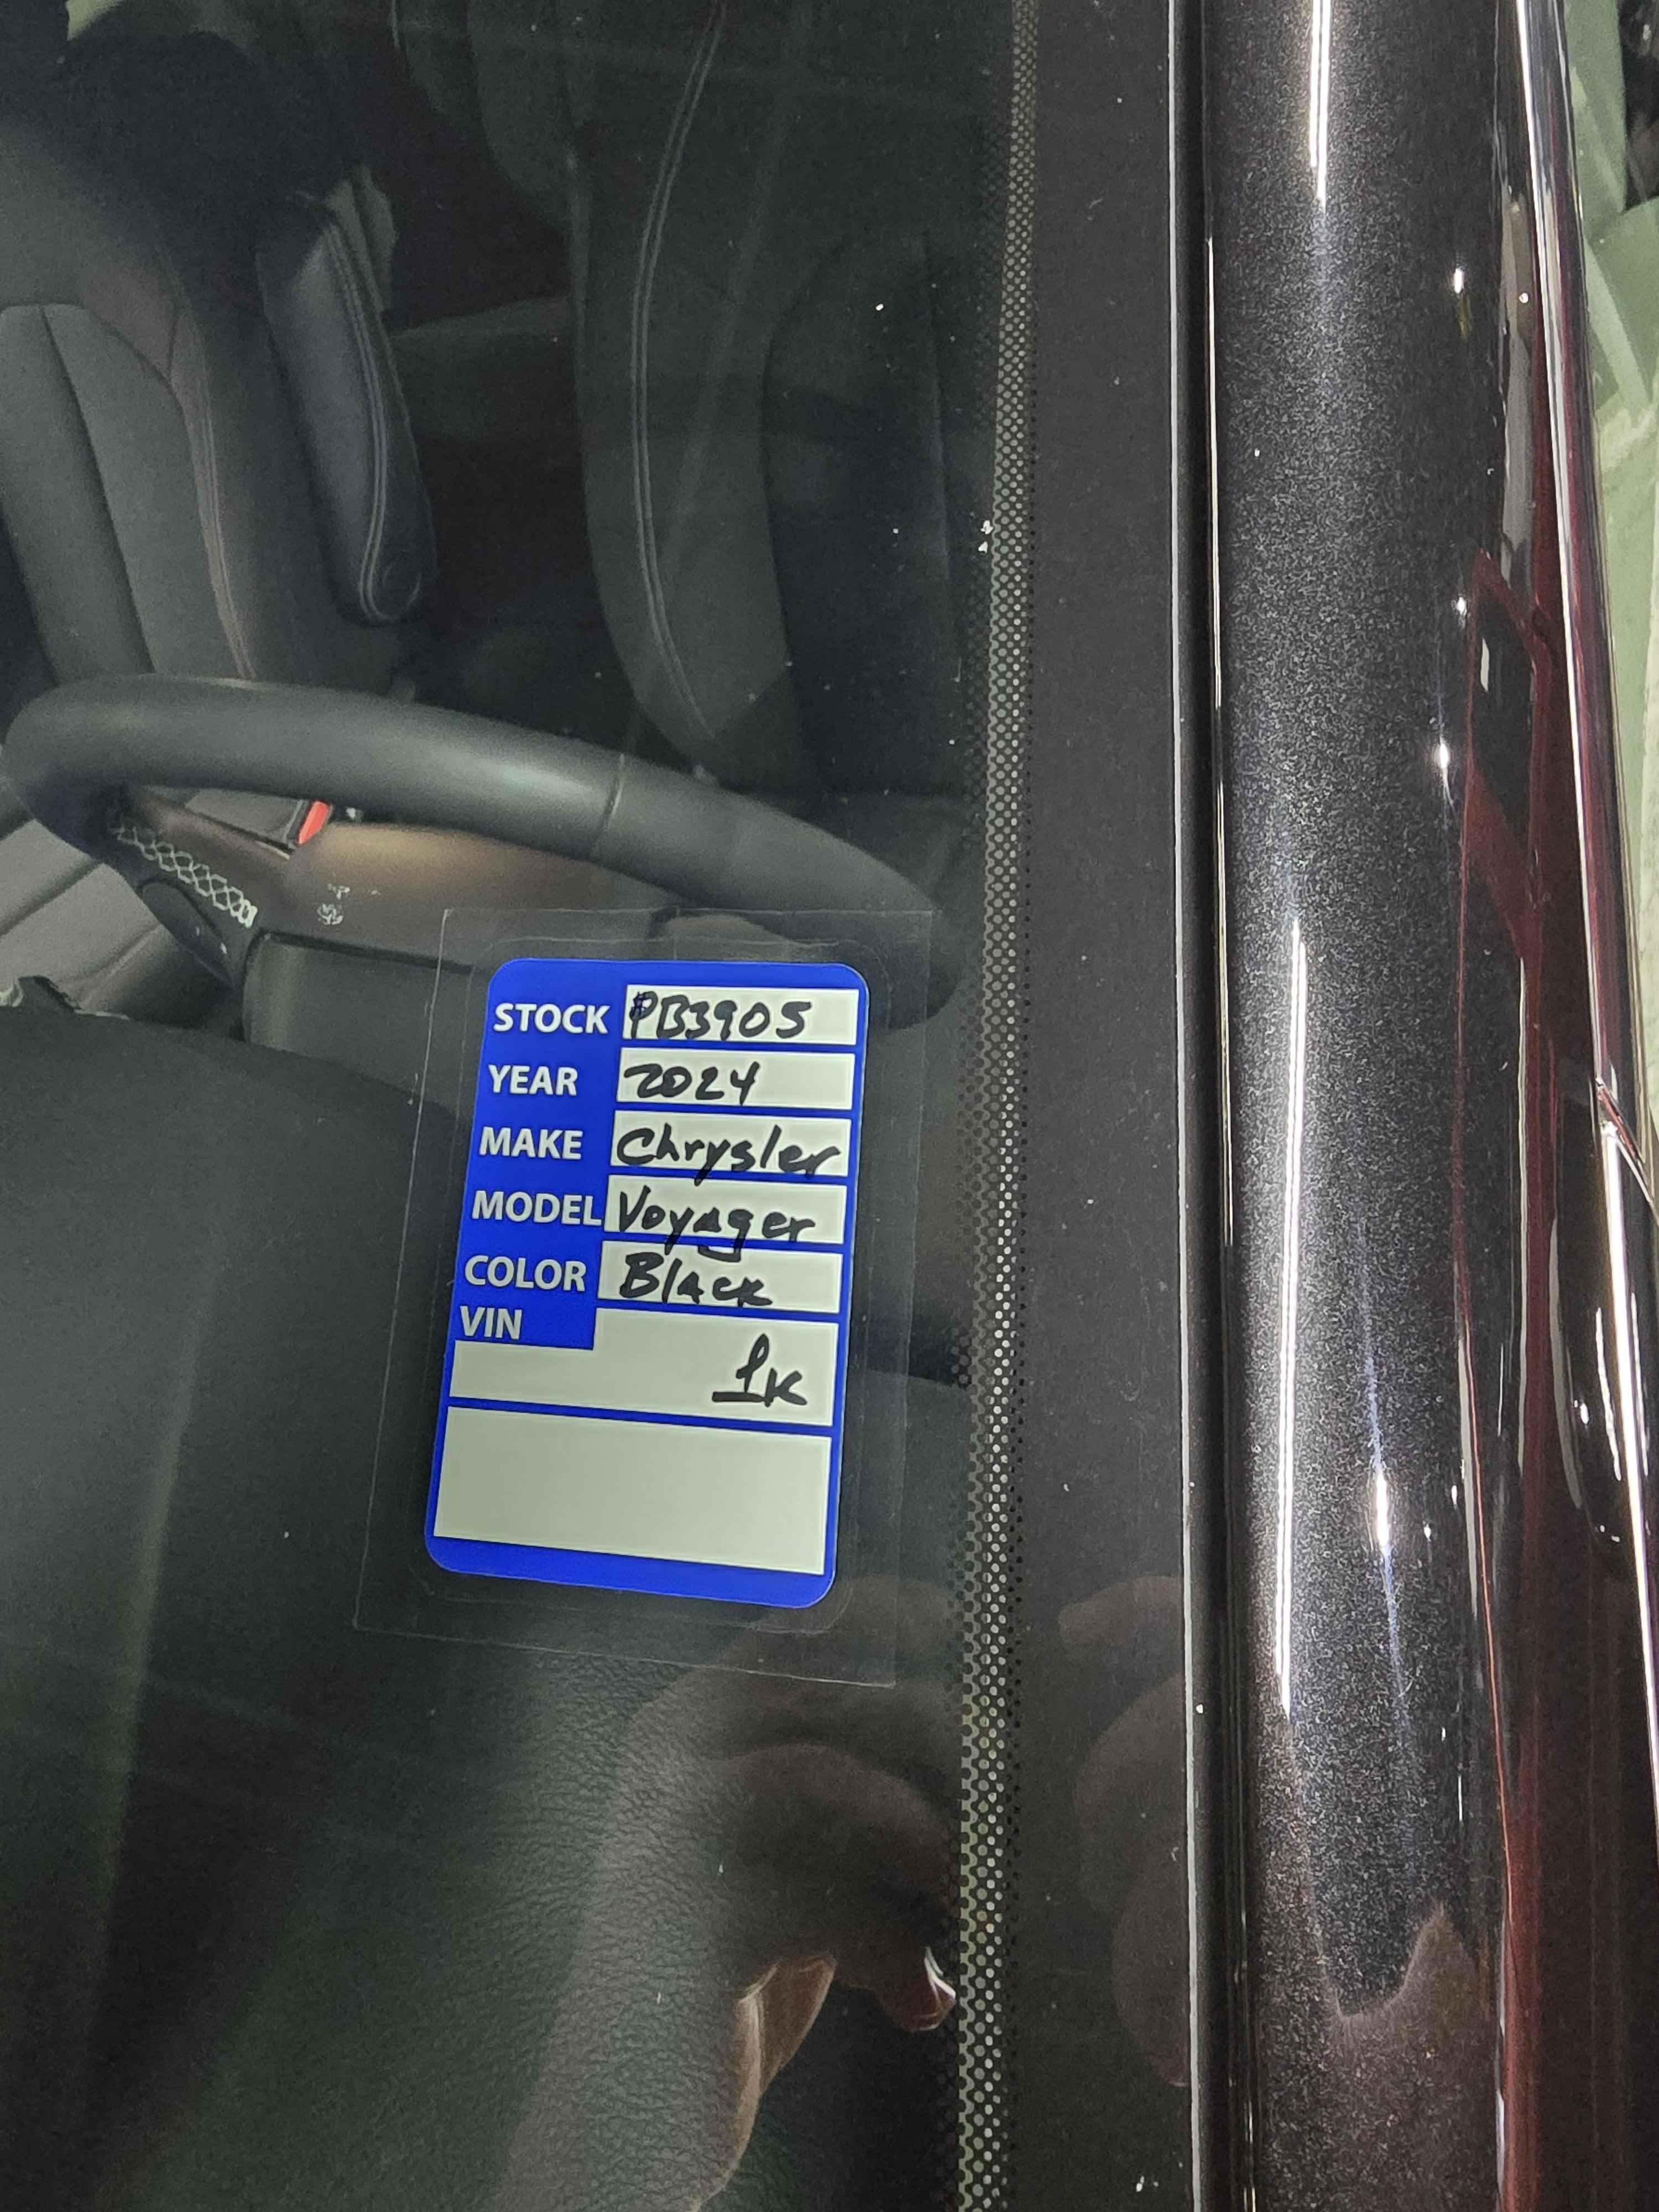 STOCK PB3905
YEAR 2024
MAKE Chrysler
MODEL Voyager
COLOR Black
VIN
1K